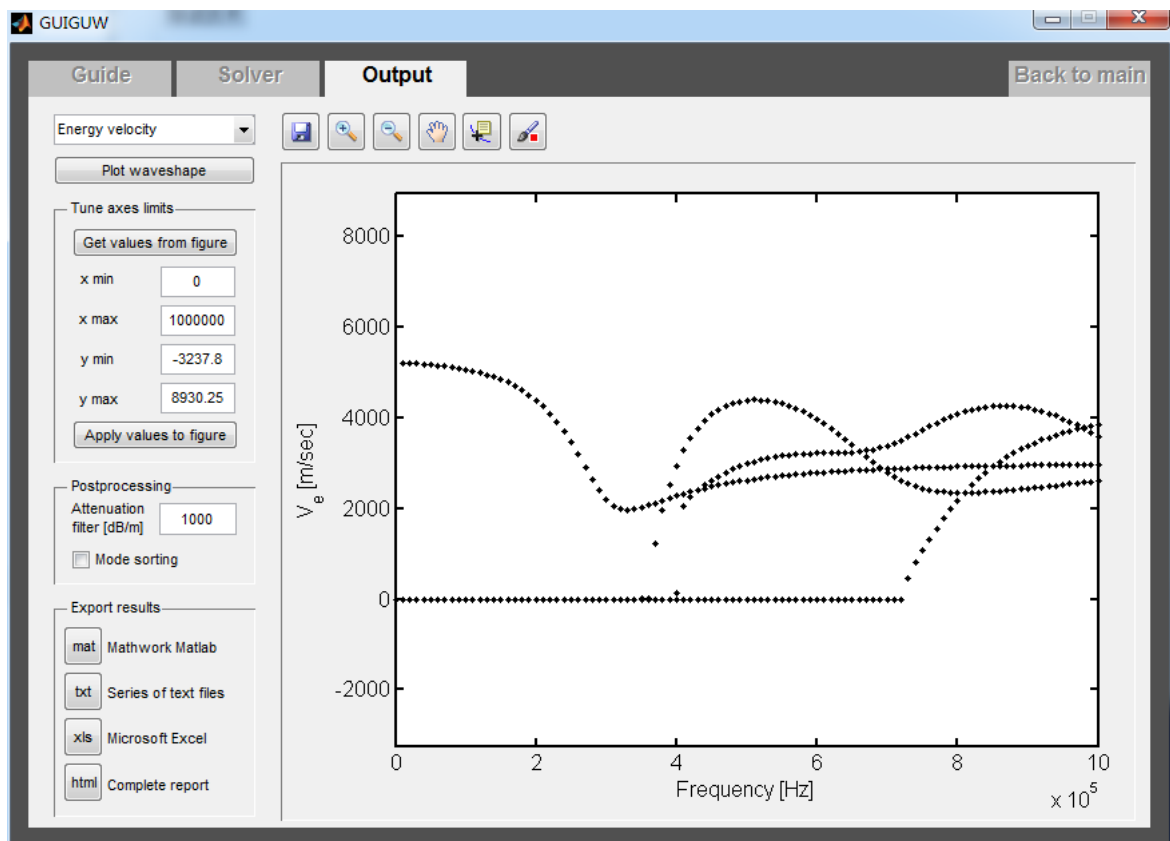 GUIGUW
Guide
Solver
Output
Back to main
Energy velocity
Plot waveshape
Tune axes limits
Get values from figure
x min 0
x max 1000000
y min -3237.8
y max 8930.25
Apply values to figure
Postprocessing
Attenuation
filter [dB/m] 1000
Mode sorting
Export results
mat Mathwork Matlab
txt Series of text files
xls Microsoft Excel
html Complete report
V_e [m/sec]
8000
6000
4000
2000
0
-2000
0 2 4 6 8 10
Frequency [Hz]
x 10^5